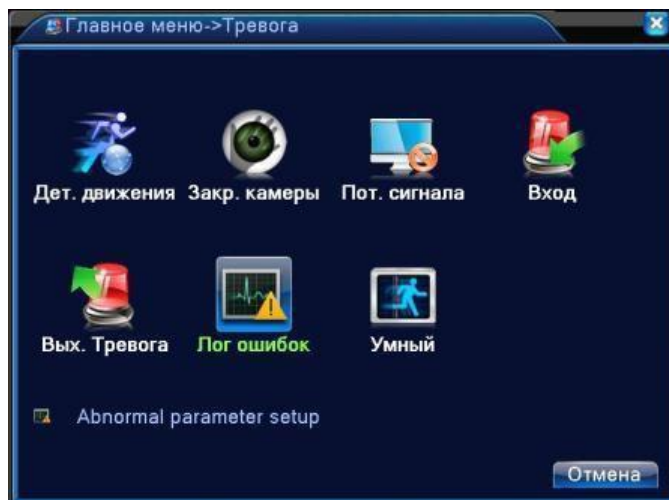 Главное меню->Тревога
Дет. движения Закр. камеры Пот. сигнала Вход
Вых. Тревога Лог ошибок Умный
Abnormal parameter setup
Отмена